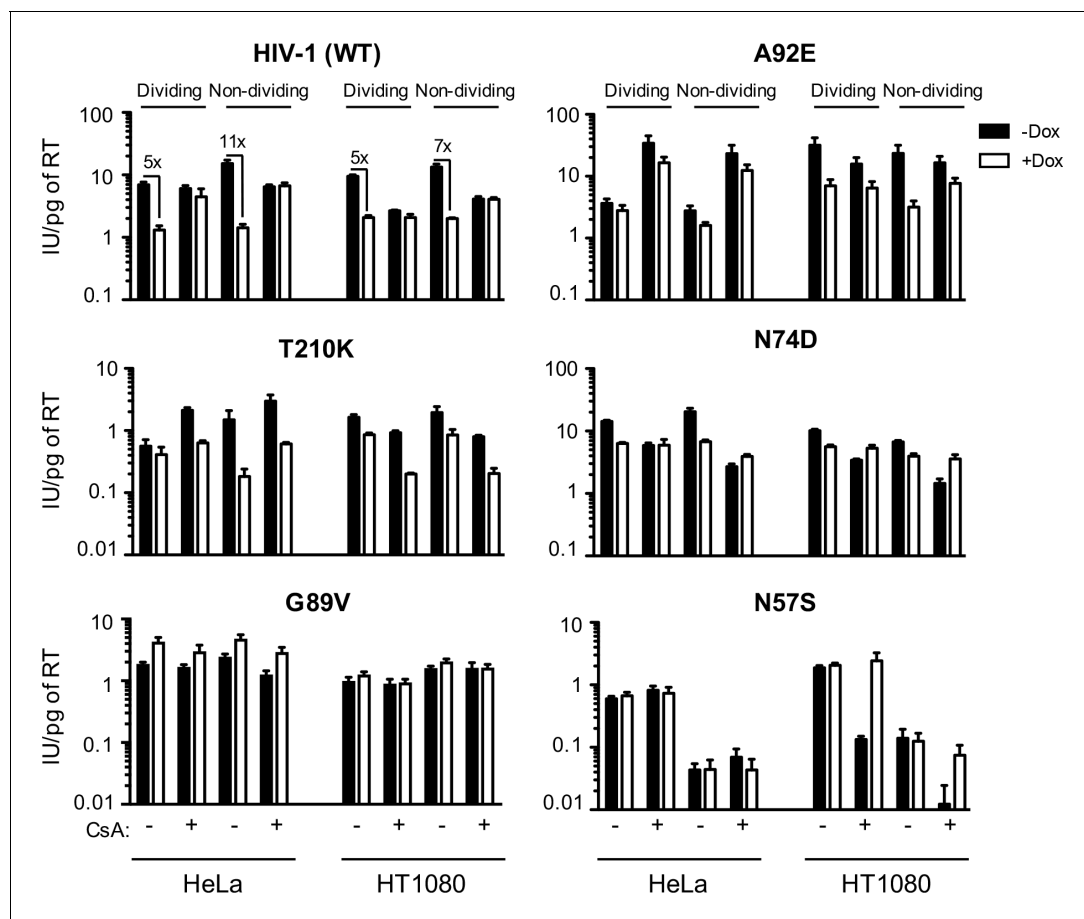 HIV-1 (WT)
Dividing Non-dividing Dividing Non-dividing
100
10
1
0.1
IU/pg of RT
5x
11x
5x
7x
A92E
Dividing Non-dividing Dividing Non-dividing
100
10
1
0.1
-Dox
+Dox
T210K
10
1
0.1
0.01
IU/pg of RT
N74D
100
10
1
0.1
G89V
10
1
0.1
0.01
IU/pg of RT
N57S
10
1
0.1
0.01
CsA: - + - + - + - + - + - + - + - +
HeLa HT1080 HeLa HT1080